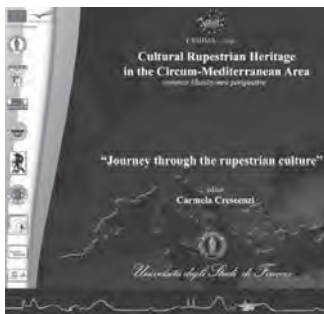 Cultural Rupestrian Heritage
in the Circum-Mediterranean Area
common identity-new perspective
“Journey through the rupestrian culture”
editor
Carmela Crescenzi
Università degli Studi di Firenze